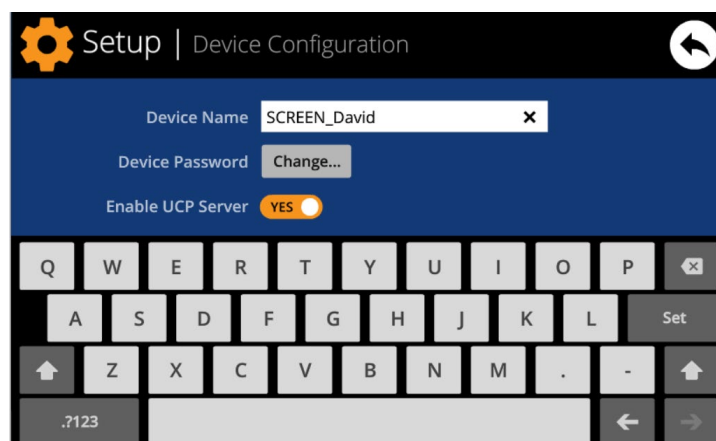 Setup | Device Configuration
Device Name SCREEN_David
Device Password Change...
Enable UCP Server YES
Q W E R T Y U I O P
A S D F G H J K L Set
Z X C V B N M . -
.?123